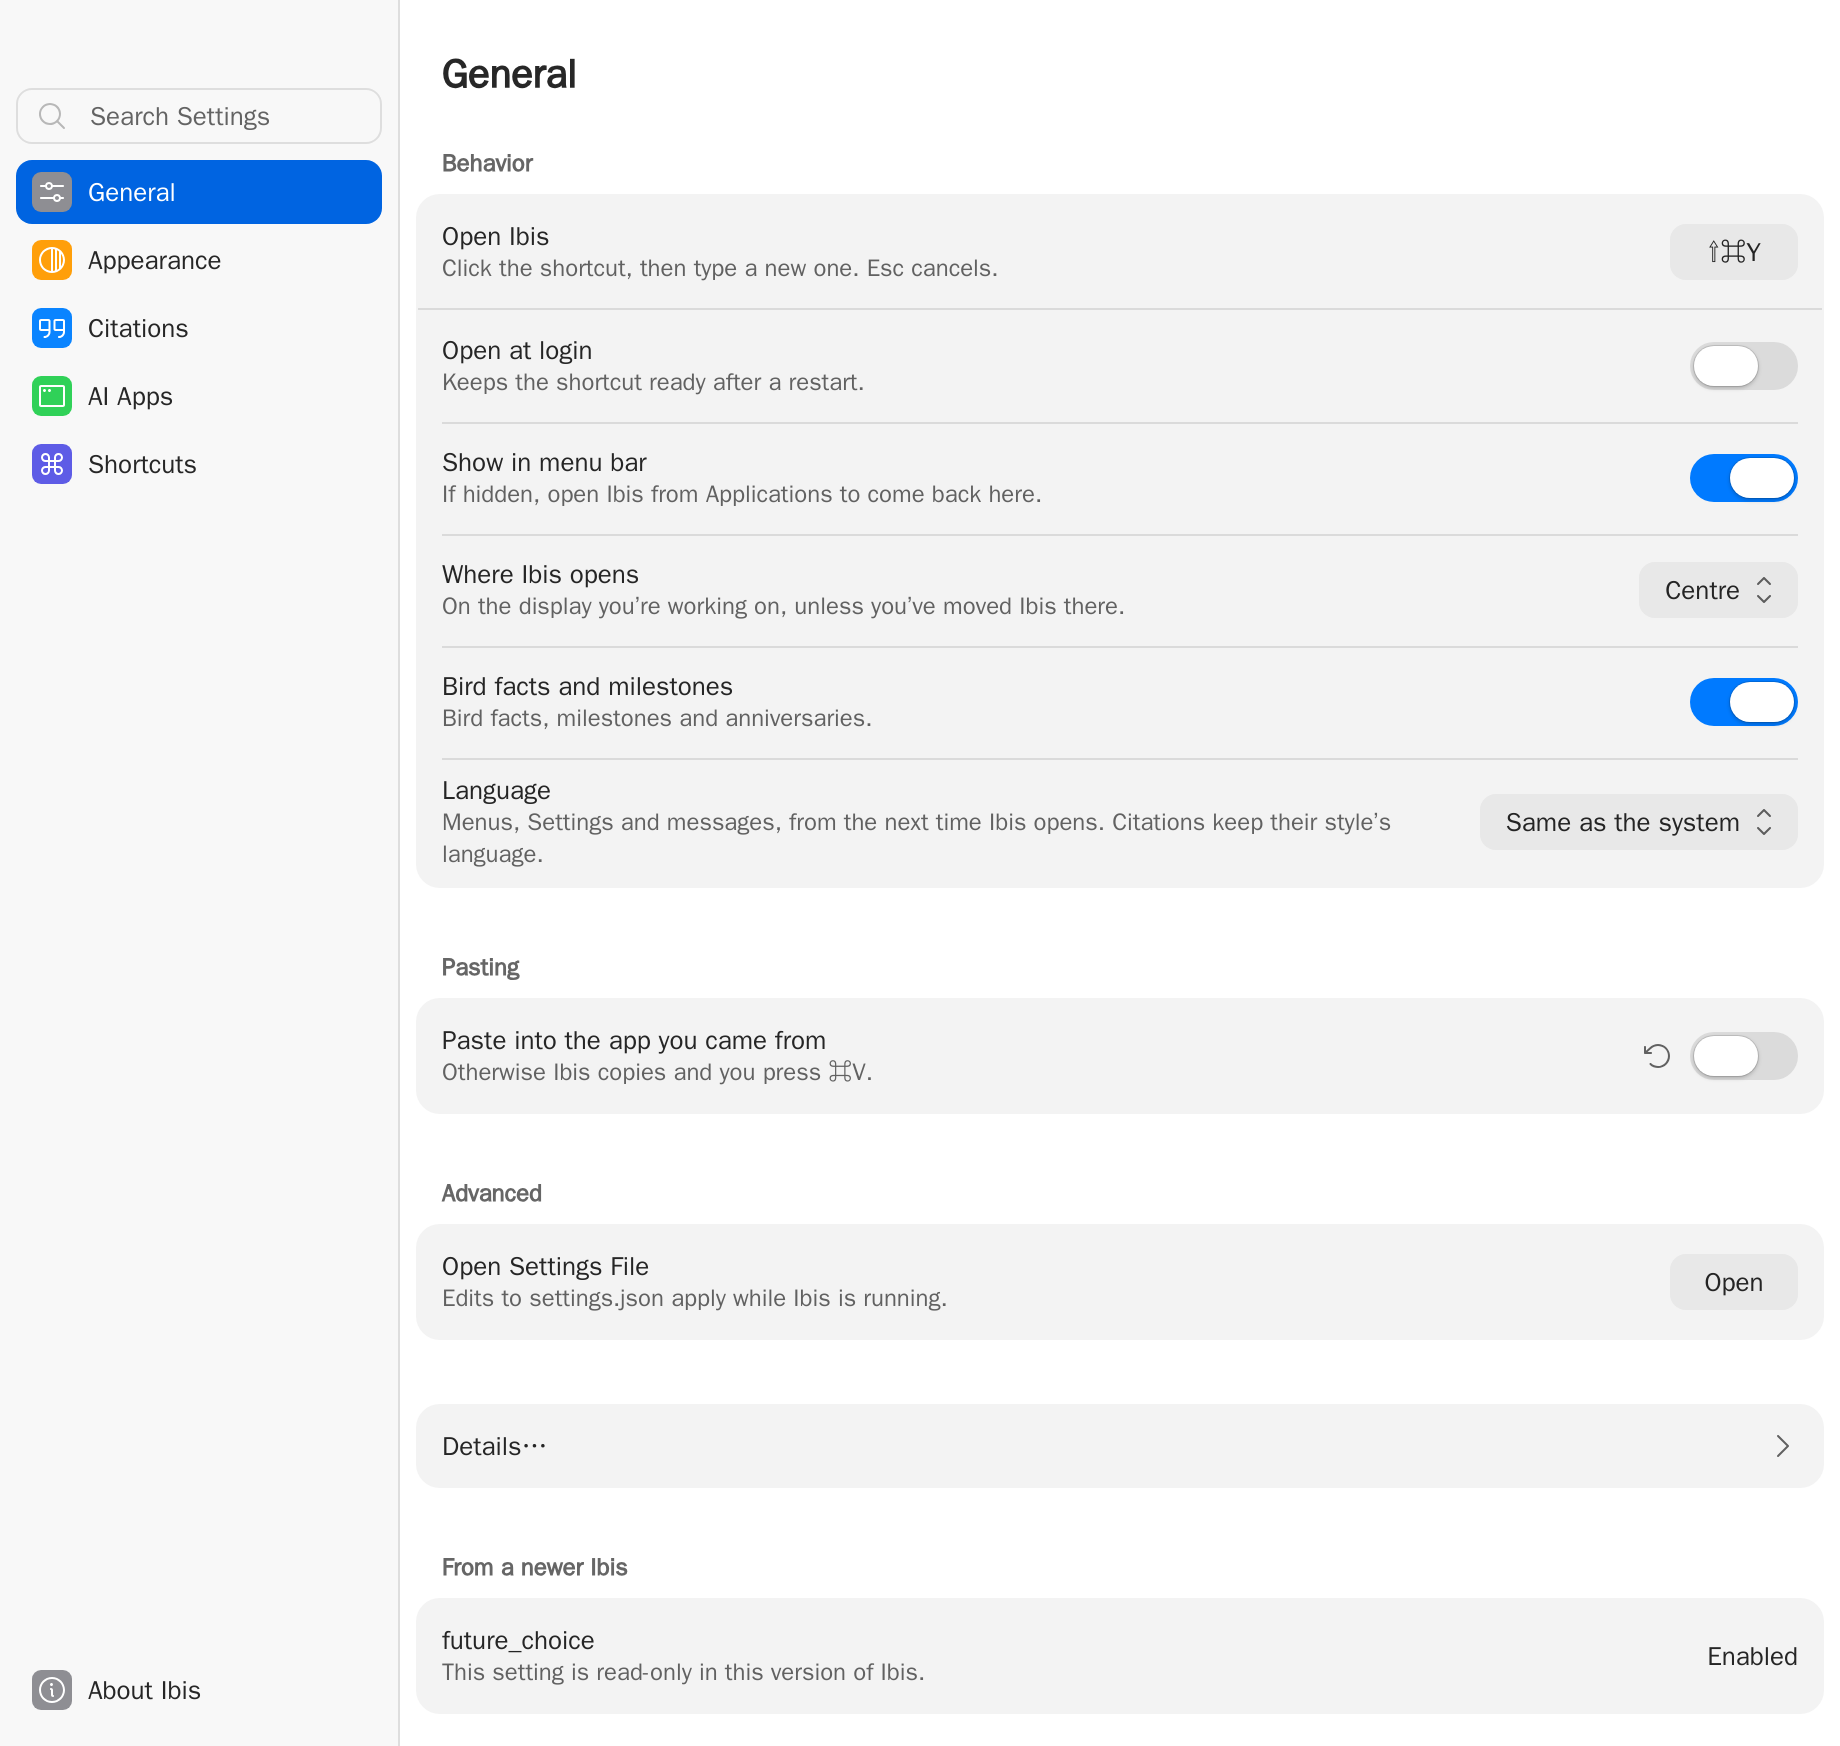 General
Search Settings
General
Appearance
Citations
AI Apps
Shortcuts
About Ibis
Behavior
Open Ibis
Click the shortcut, then type a new one. Esc cancels.
⇧⌘Y
Open at login
Keeps the shortcut ready after a restart.
Show in menu bar
If hidden, open Ibis from Applications to come back here.
Where Ibis opens
On the display you’re working on, unless you’ve moved Ibis there.
Centre
Bird facts and milestones
Bird facts, milestones and anniversaries.
Language
Menus, Settings and messages, from the next time Ibis opens. Citations keep their style’s
language.
Same as the system
Pasting
Paste into the app you came from
Otherwise Ibis copies and you press ⌘V.
Advanced
Open Settings File
Edits to settings.json apply while Ibis is running.
Open
Details…
From a newer Ibis
future_choice
This setting is read-only in this version of Ibis.
Enabled